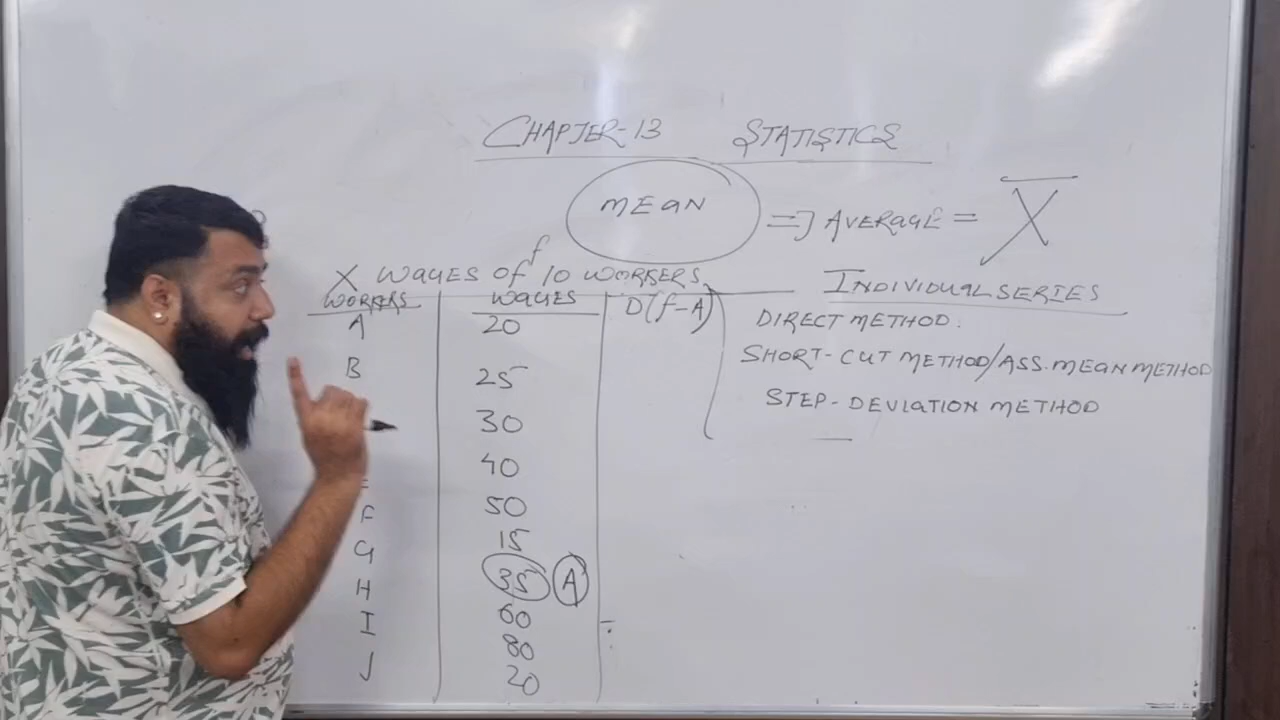 CHAPTER-13 STATISTICS
MEAN => AVERAGE = X̅
f
X WAGES OF 10 WORKERS
INDIVIDUAL SERIES
WORKERS WAGES D(f-A)
DIRECT METHOD.
SHORT-CUT METHOD/ASS. MEAN METHOD
STEP-DEVIATION METHOD
A 20
B 25
30
40
50
F 15
G 35 A
H 60
I 80
J 20